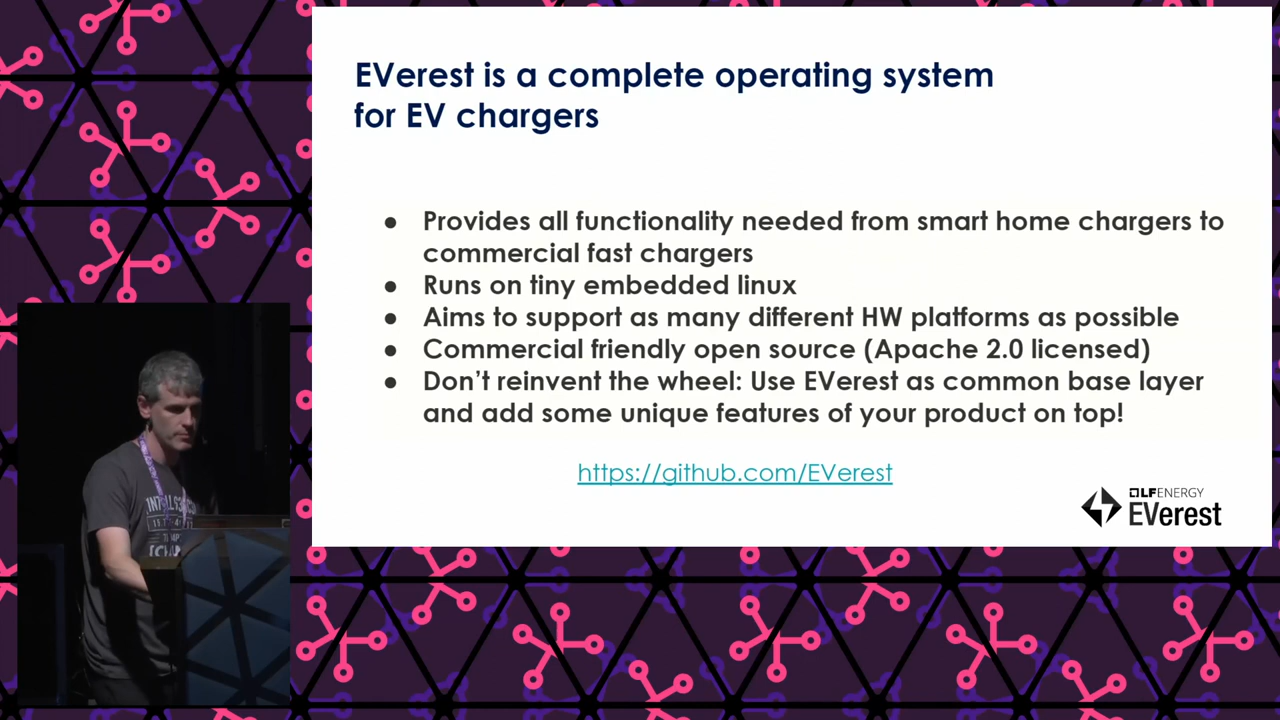 EVerest is a complete operating system
for EV chargers
● Provides all functionality needed from smart home chargers to
commercial fast chargers
● Runs on tiny embedded linux
● Aims to support as many different HW platforms as possible
● Commercial friendly open source (Apache 2.0 licensed)
● Don’t reinvent the wheel: Use EVerest as common base layer
and add some unique features of your product on top!
https://github.com/EVerest
LFENERGY
EVerest